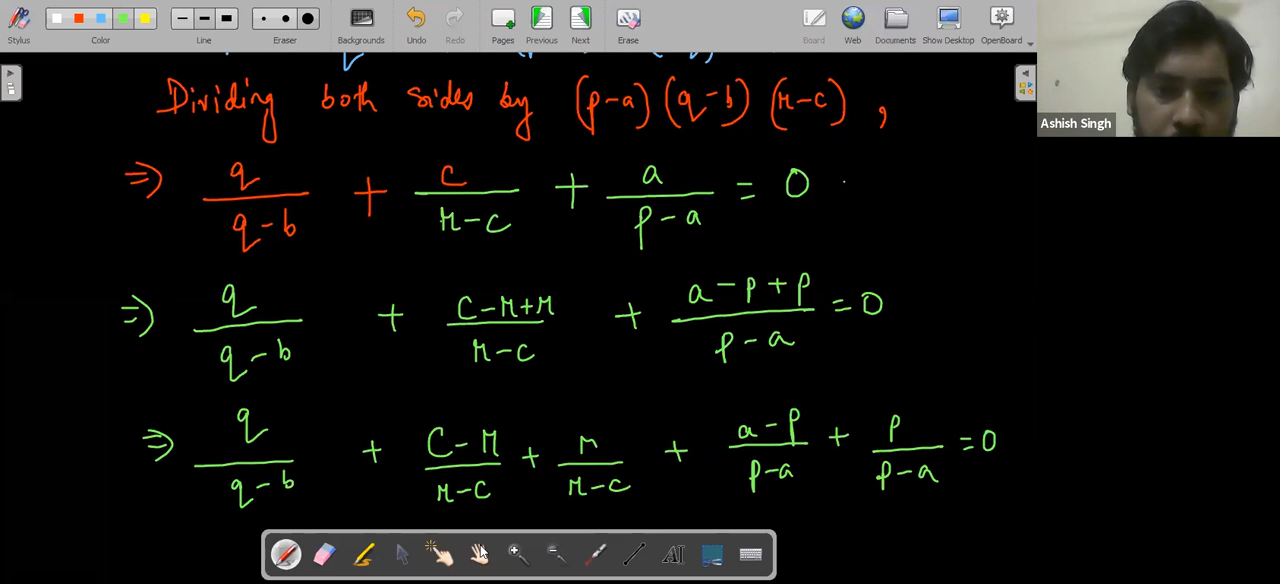 Stylus Color Line Eraser Backgrounds Undo Redo Pages Previous Next Erase Board Web Documents Show Desktop OpenBoard
Ashish Singh
Dividing both sides by (p-a) (q-b) (r-c) ,
=> q/(q-b) + c/(r-c) + a/(p-a) = 0
=> q/(q-b) + (c-r+r)/(r-c) + (a-p+p)/(p-a) = 0
=> q/(q-b) + (c-r)/(r-c) + r/(r-c) + (a-p)/(p-a) + p/(p-a) = 0
AI